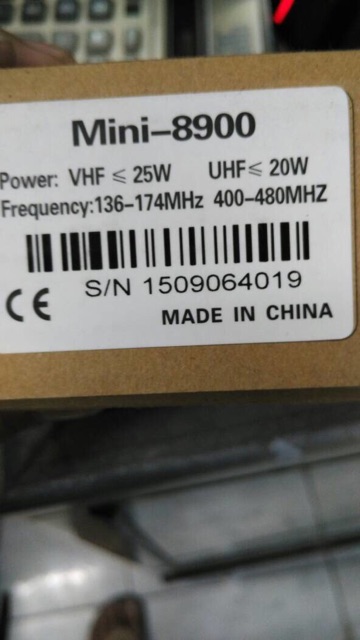 Mini-8900
Power: VHF ≤ 25W UHF≤ 20W
Frequency:136-174MHz 400-480MHZ
S/N 1509064019
CE
MADE IN CHINA